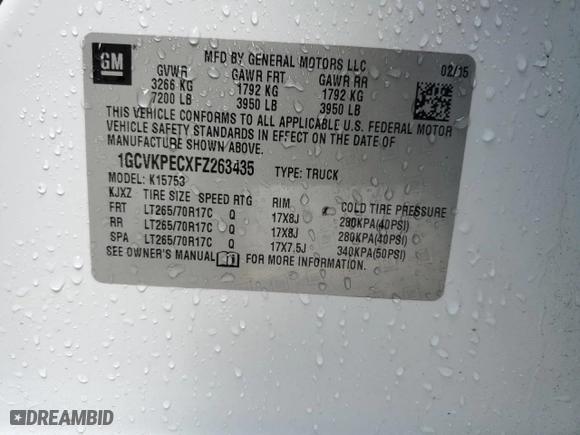 GM
MFD BY GENERAL MOTORS LLC
02/15
GVWR GAWR FRT GAWR RR
3266 KG 1792 KG 1792 KG
7200 LB 3950 LB 3950 LB
THIS VEHICLE CONFORMS TO ALL APPLICABLE U.S. FEDERAL MOTOR
VEHICLE SAFETY STANDARDS IN EFFECT ON THE DATE OF
MANUFACTURE SHOWN ABOVE.
1GCVKPECXFZ263435 TYPE: TRUCK
MODEL: K15753
KJXZ TIRE SIZE SPEED RTG RIM COLD TIRE PRESSURE
FRT LT265/70R17C Q 17X8J 280KPA(40PSI)
RR LT265/70R17C Q 17X8J 280KPA(40PSI)
SPA LT265/70R17C Q 17X7.5J 340KPA(50PSI)
SEE OWNER'S MANUAL FOR MORE INFORMATION
DREAMBID